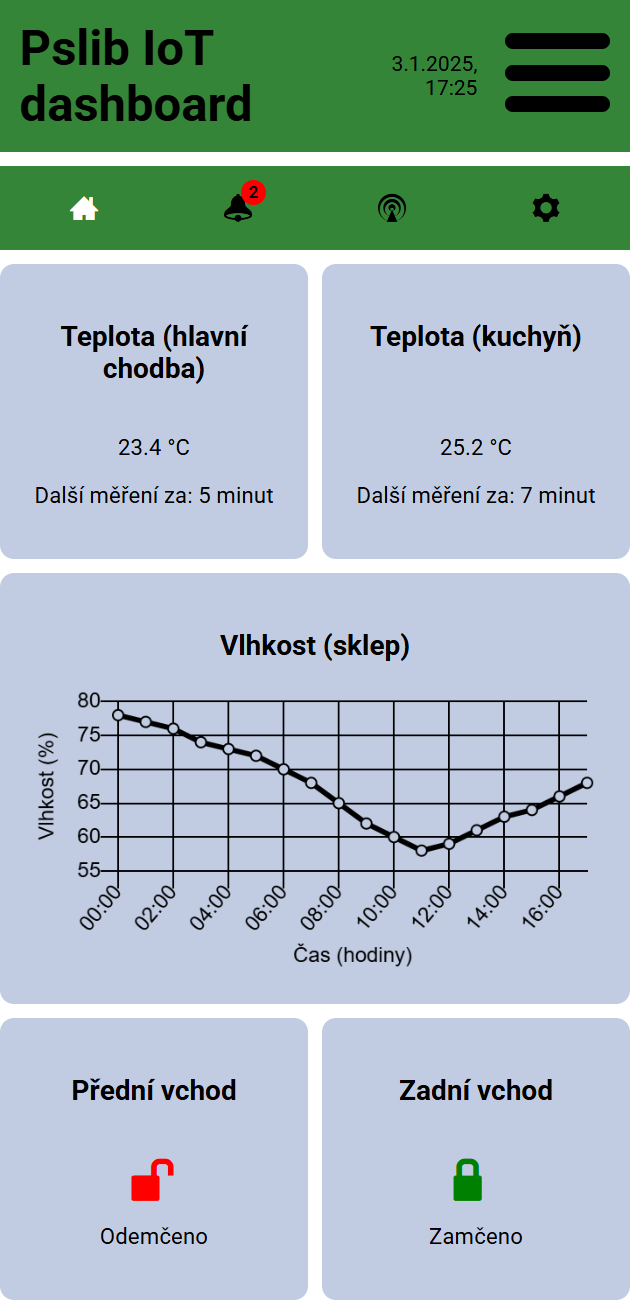 Pslib IoT
dashboard
3.1.2025,
17:25
2
Teplota (hlavní
chodba)
23.4 °C
Další měření za: 5 minut
Teplota (kuchyň)
25.2 °C
Další měření za: 7 minut
Vlhkost (sklep)
Vlhkost (%)
80
75
70
65
60
55
00:00
02:00
04:00
06:00
08:00
10:00
12:00
14:00
16:00
Čas (hodiny)
Přední vchod
Odemčeno
Zadní vchod
Zamčeno